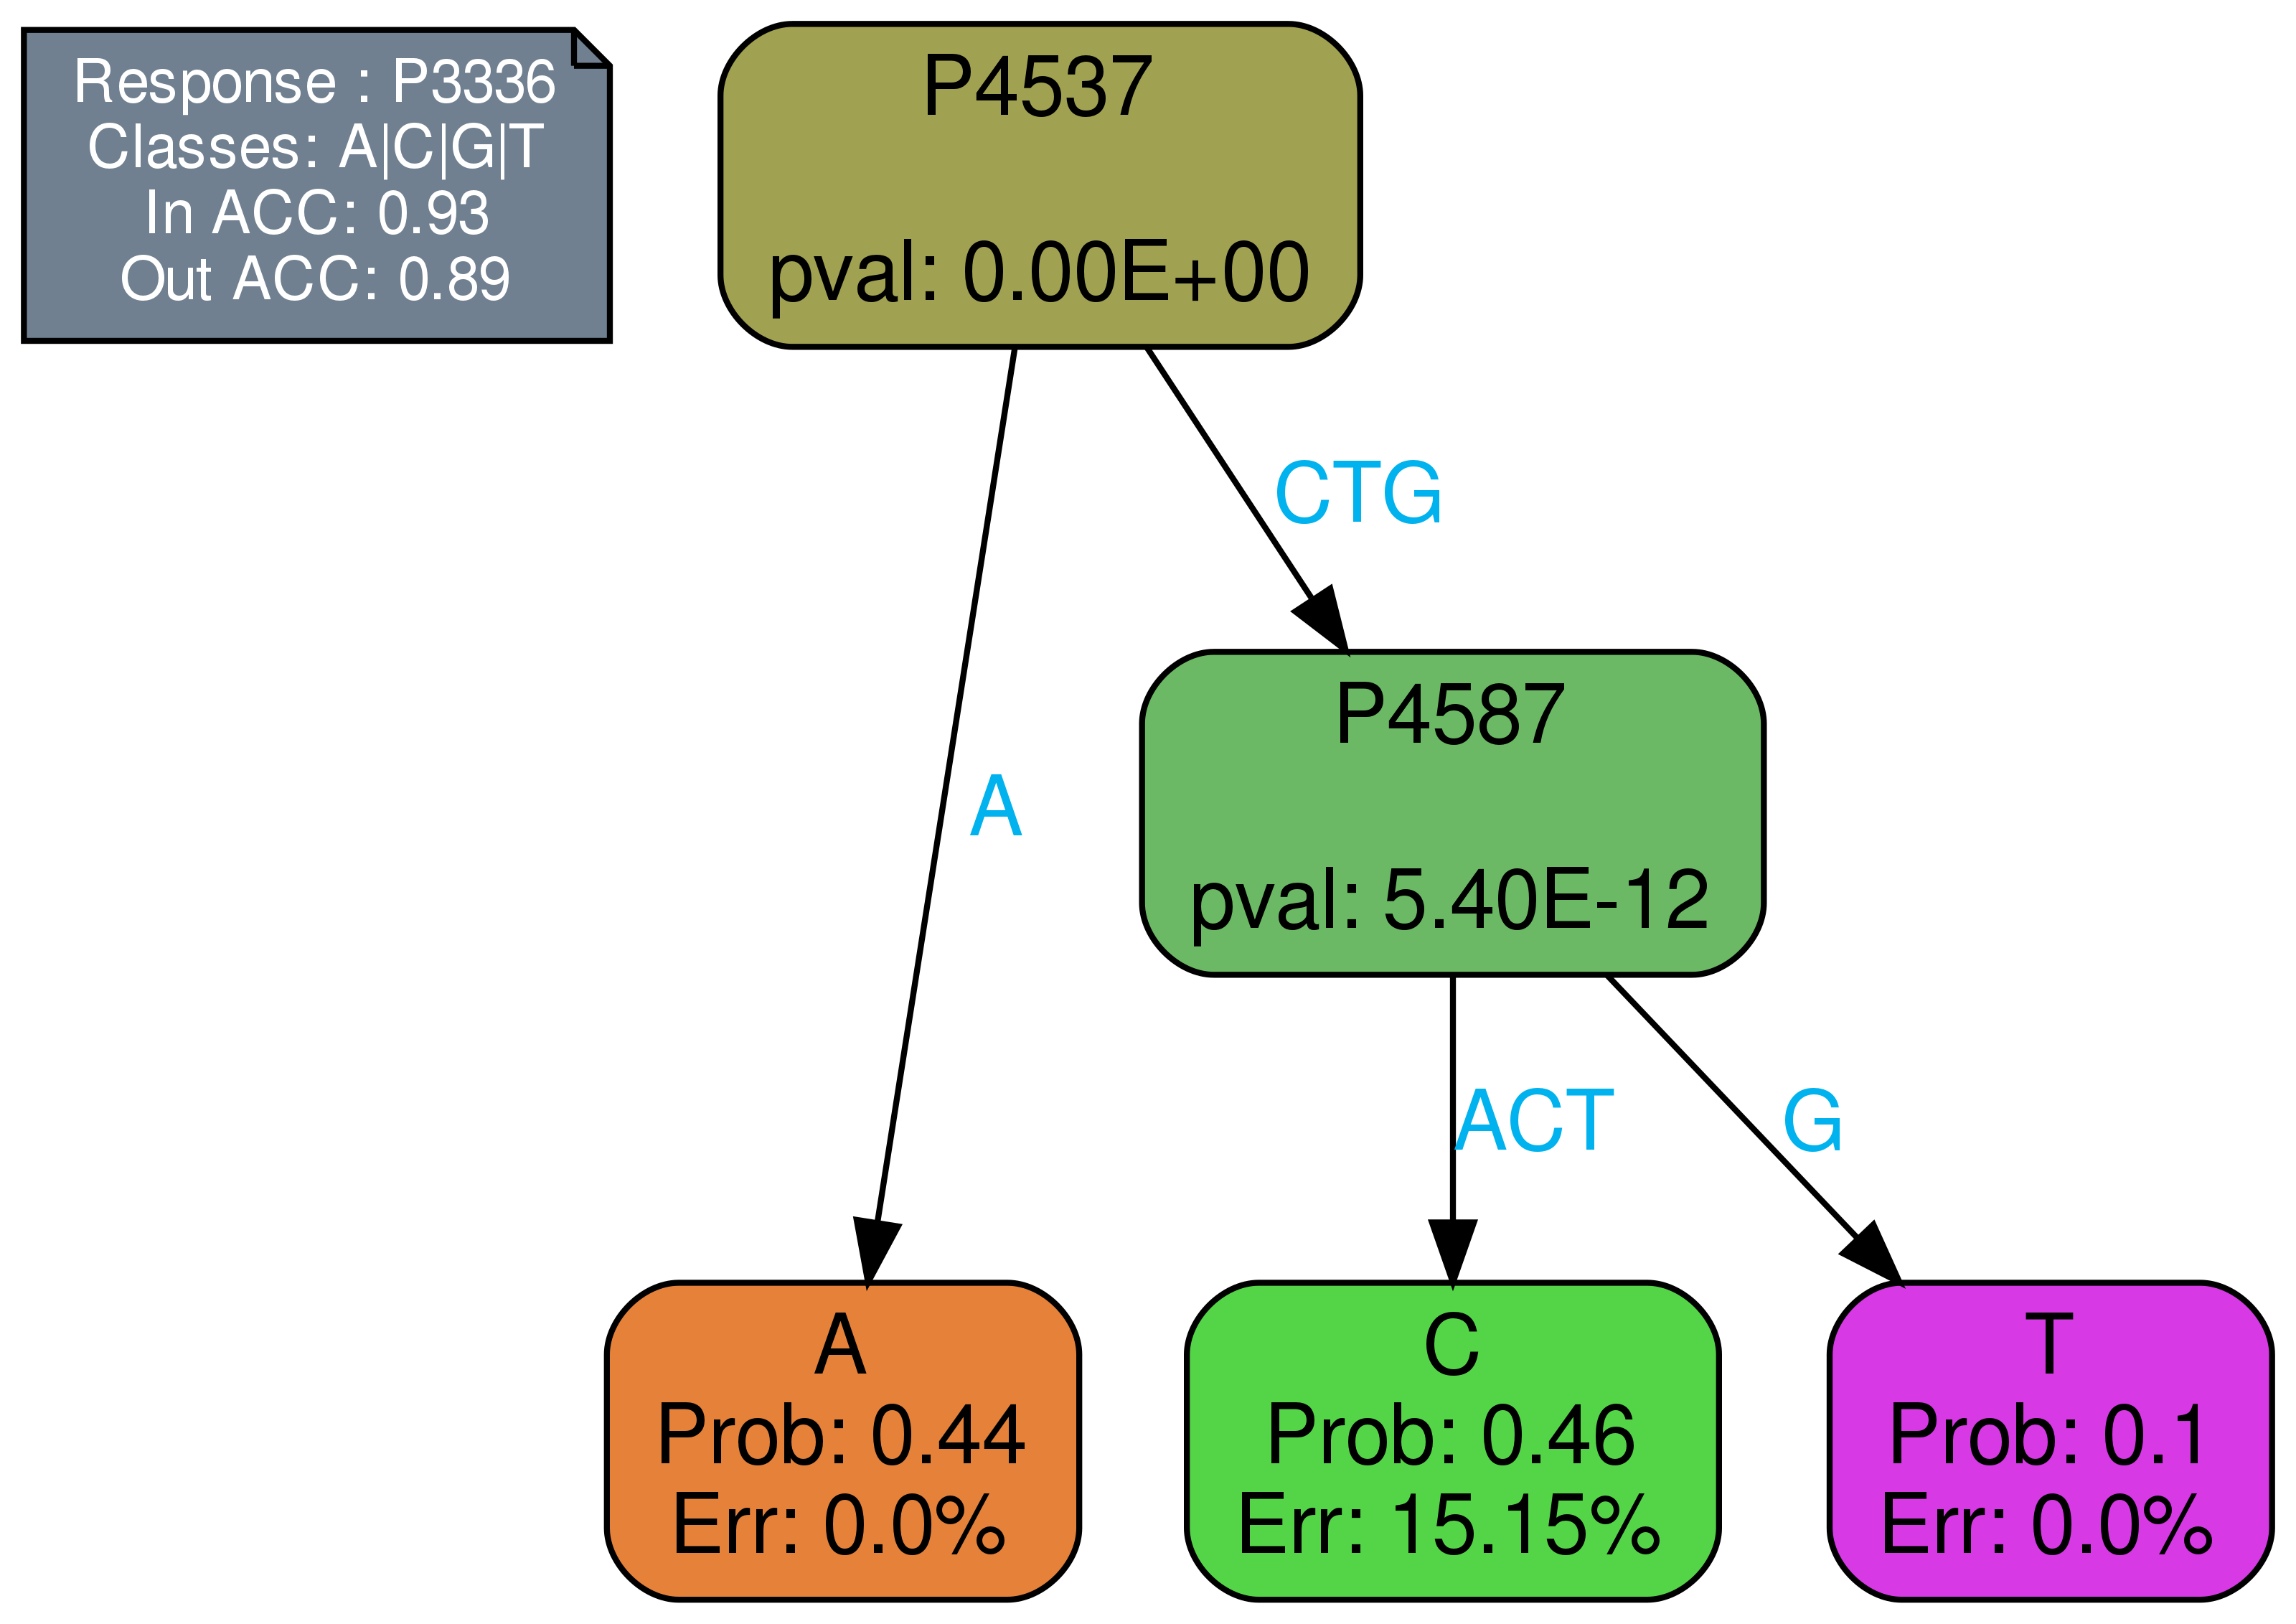 Response : P3336
Classes: A|C|G|T
In ACC: 0.93
Out ACC: 0.89
P4537
pval: 0.00E+00
CTG
A
P4587
pval: 5.40E-12
ACT
G
A
Prob: 0.44
Err: 0.0%
C
Prob: 0.46
Err: 15.15%
T
Prob: 0.1
Err: 0.0%